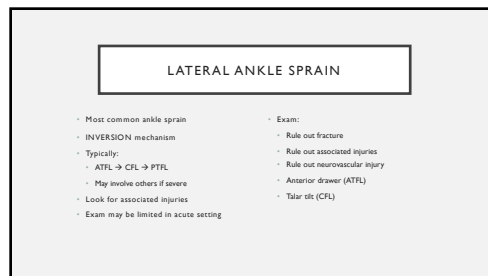 LATERAL ANKLE SPRAIN
• Most common ankle sprain
• INVERSION mechanism
• Typically:
• ATFL → CFL → PTFL
• May involve others if severe
• Look for associated injuries
• Exam may be limited in acute setting
• Exam:
• Rule out fracture
• Rule out associated injuries
• Rule out neurovascular injury
• Anterior drawer (ATFL)
• Talar tilt (CFL)